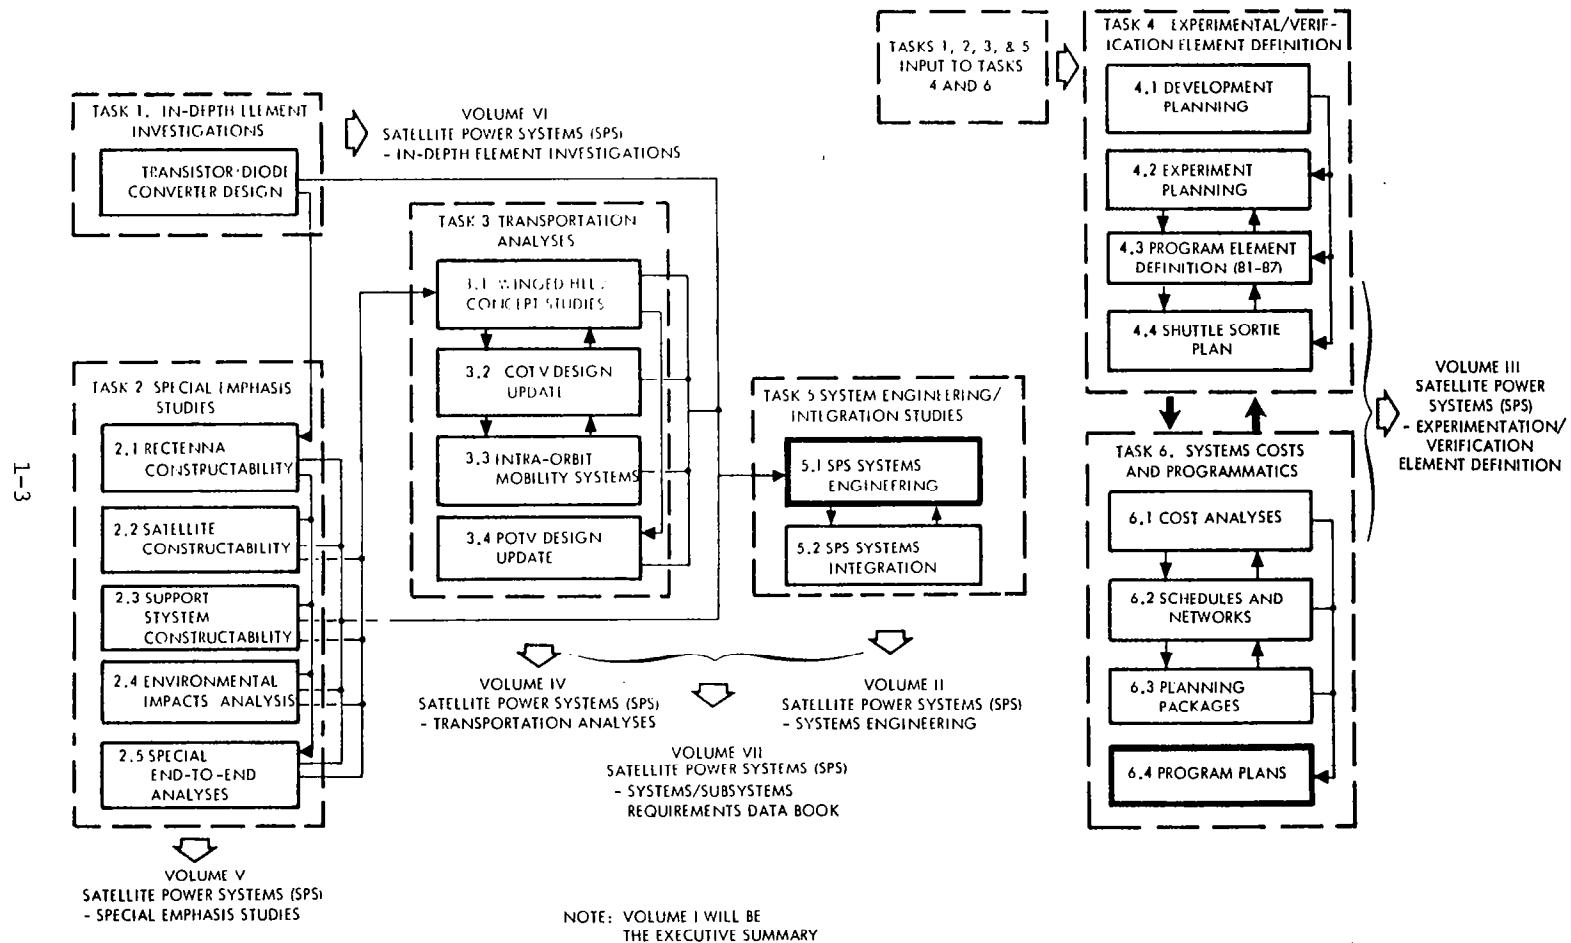 TASKS 1, 2, 3, & 5
INPUT TO TASKS
4 AND 6
TASK 4 EXPERIMENTAL/VERIF-
ICATION ELEMENT DEFINITION
4.1 DEVELOPMENT
PLANNING
4.2 EXPERIMENT
PLANNING
4.3 PROGRAM ELEMENT
DEFINITION (81-87)
4.4 SHUTTLE SORTIE
PLAN
TASK 1. IN-DEPTH ELEMENT
INVESTIGATIONS
TRANSISTOR-DIODE
CONVERTER DESIGN
VOLUME VI
SATELLITE POWER SYSTEMS (SPS)
- IN-DEPTH ELEMENT INVESTIGATIONS
TASK 3 TRANSPORTATION
ANALYSES
3.1 WINGED
CONCEPT STUDIES
3.2 COTV DESIGN
UPDATE
3.3 INTRA-ORBIT
MOBILITY SYSTEMS
3.4 POTV DESIGN
UPDATE
TASK 2 SPECIAL EMPHASIS
STUDIES
2.1 RECTENNA
CONSTRUCTABILITY
2.2 SATELLITE
CONSTRUCTABILITY
2.3 SUPPORT
STYSTEM
CONSTRUCTABILITY
2.4 ENVIRONMENTAL
IMPACTS ANALYSIS
2.5 SPECIAL
END-TO-END
ANALYSES
TASK 5 SYSTEM ENGINEERING/
INTEGRATION STUDIES
5.1 SPS SYSTEMS
ENGINEERING
5.2 SPS SYSTEMS
INTEGRATION
TASK 6. SYSTEMS COSTS
AND PROGRAMMATICS
6.1 COST ANALYSES
6.2 SCHEDULES AND
NETWORKS
6.3 PLANNING
PACKAGES
6.4 PROGRAM PLANS
VOLUME III
SATELLITE POWER
SYSTEMS (SPS)
- EXPERIMENTATION/
VERIFICATION
ELEMENT DEFINITION
VOLUME IV
SATELLITE POWER SYSTEMS (SPS)
- TRANSPORTATION ANALYSES
VOLUME II
SATELLITE POWER SYSTEMS (SPS)
- SYSTEMS ENGINEERING
VOLUME VII
SATELLITE POWER SYSTEMS (SPS)
- SYSTEMS/SUBSYSTEMS
REQUIREMENTS DATA BOOK
VOLUME V
SATELLITE POWER SYSTEMS (SPS)
- SPECIAL EMPHASIS STUDIES
NOTE: VOLUME I WILL BE
THE EXECUTIVE SUMMARY
1-3